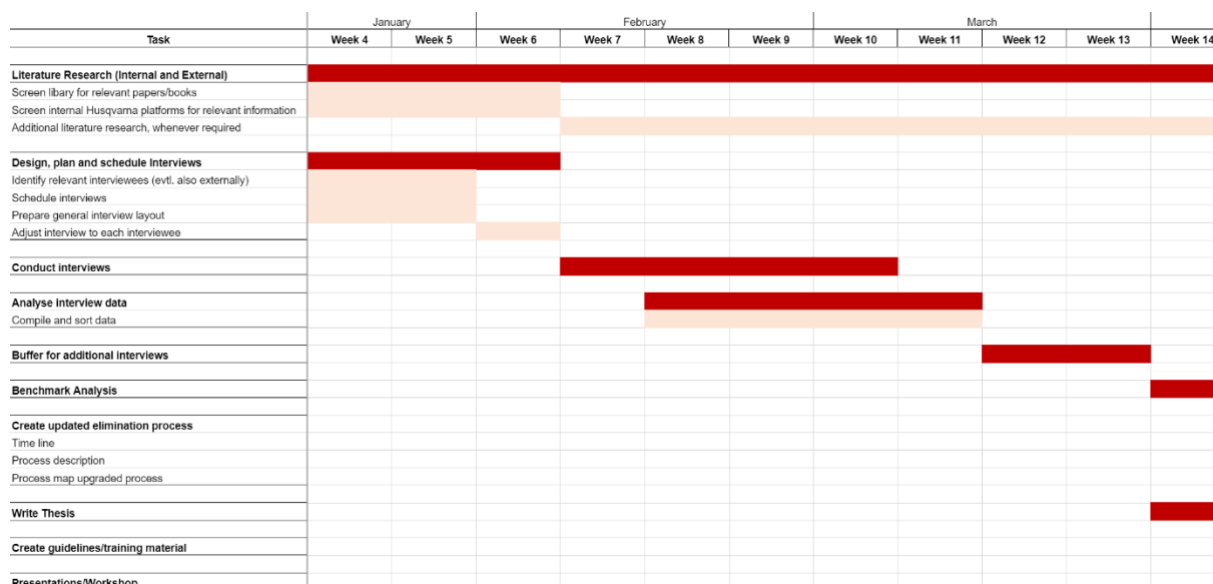 January February March
Task Week 4 Week 5 Week 6 Week 7 Week 8 Week 9 Week 10 Week 11 Week 12 Week 13 Week 14
Literature Research (Internal and External)
Screen libary for relevant papers/books
Screen internal Husqvarna platforms for relevant information
Additional literature research, whenever required
Design, plan and schedule Interviews
Identify relevant interviewees (evtl. also externally)
Schedule interviews
Prepare general interview layout
Adjust interview to each interviewee
Conduct interviews
Analyse interview data
Compile and sort data
Buffer for additional interviews
Benchmark Analysis
Create updated elimination process
Time line
Process description
Process map upgraded process
Write Thesis
Create guidelines/training material
Presentations/Workshop